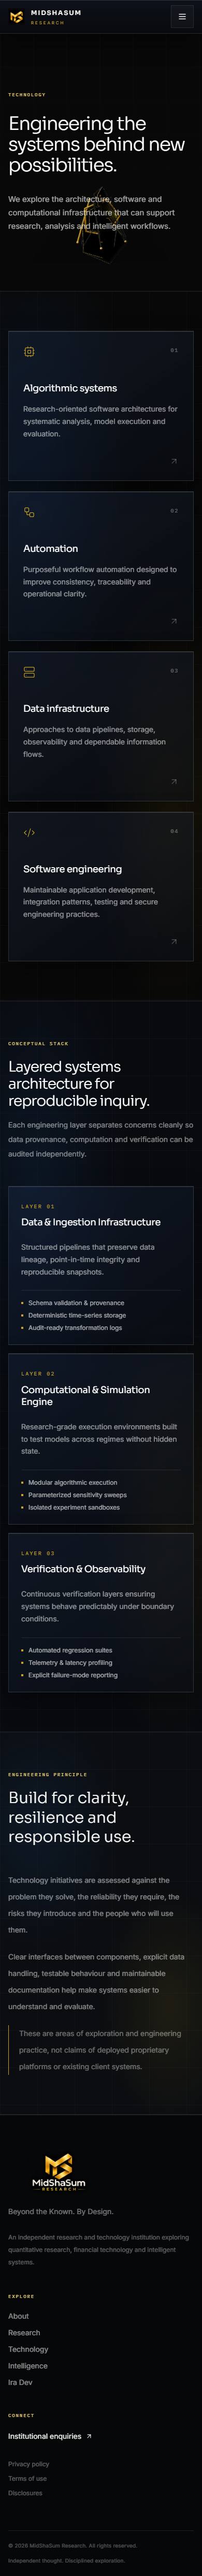 MIDSHASUM
RESEARCH
TECHNOLOGY
Engineering the
systems behind new
possibilities.
We explore the architecture, software and
computational infrastructure that can support
research, analysis and intelligent workflows.
01
Algorithmic systems
Research-oriented software architectures for
systematic analysis, model execution and
evaluation.
02
Automation
Purposeful workflow automation designed to
improve consistency, traceability and
operational clarity.
03
Data infrastructure
Approaches to data pipelines, storage,
observability and dependable information
flows.
04
Software engineering
Maintainable application development,
integration patterns, testing and secure
engineering practices.
CONCEPTUAL STACK
Layered systems
architecture for
reproducible inquiry.
Each engineering layer separates concerns cleanly so
data provenance, computation and verification can be
audited independently.
LAYER 01
Data & Ingestion Infrastructure
Structured pipelines that preserve data
lineage, point-in-time integrity and
reproducible snapshots.
Schema validation & provenance
Deterministic time-series storage
Audit-ready transformation logs
LAYER 02
Computational & Simulation
Engine
Research-grade execution environments built
to test models across regimes without hidden
state.
Modular algorithmic execution
Parameterized sensitivity sweeps
Isolated experiment sandboxes
LAYER 03
Verification & Observability
Continuous verification layers ensuring
systems behave predictably under boundary
conditions.
Automated regression suites
Telemetry & latency profiling
Explicit failure-mode reporting
ENGINEERING PRINCIPLE
Build for clarity,
resilience and
responsible use.
Technology initiatives are assessed against the
problem they solve, the reliability they require, the
risks they introduce and the people who will use
them.
Clear interfaces between components, explicit data
handling, testable behaviour and maintainable
documentation help make systems easier to
understand and evaluate.
These are areas of exploration and engineering
practice, not claims of deployed proprietary
platforms or existing client systems.
MidShaSum
RESEARCH
Beyond the Known. By Design.
An independent research and technology institution exploring
quantitative research, financial technology and intelligent
systems.
EXPLORE
About
Research
Technology
Intelligence
Ira Dev
CONNECT
Institutional enquiries
Privacy policy
Terms of use
Disclosures
© 2026 MidShaSum Research. All rights reserved.
Independent thought. Disciplined exploration.